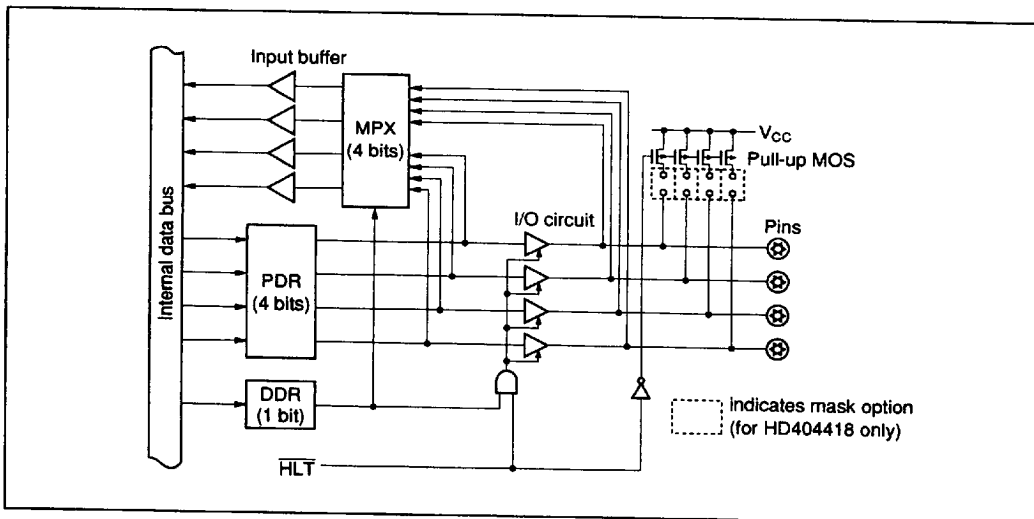 Input buffer
MPX
(4 bits)
VCC
Pull-up MOS
I/O circuit
Pins
Internal data bus
PDR
(4 bits)
DDR
(1 bit)
indicates mask option
(for HD404418 only)
HLT